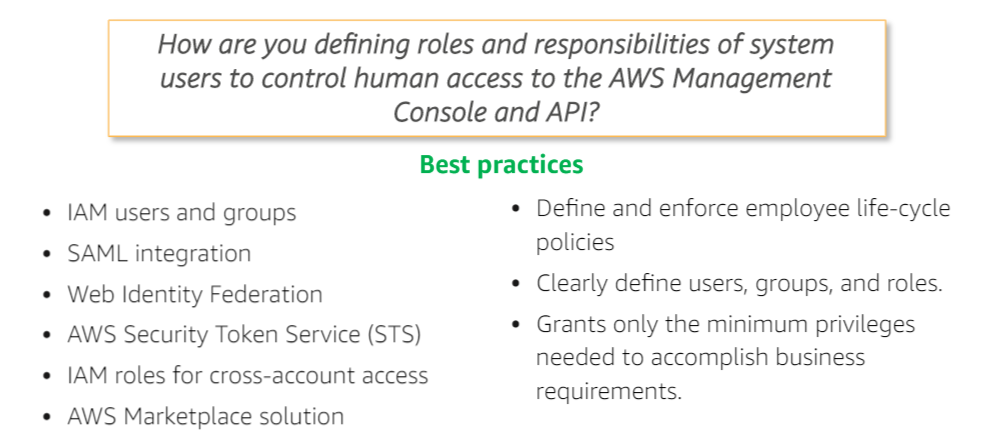 How are you defining roles and responsibilities of system
users to control human access to the AWS Management
Console and API?
Best practices
• IAM users and groups
• SAML integration
• Web Identity Federation
• AWS Security Token Service (STS)
• IAM roles for cross-account access
• AWS Marketplace solution
• Define and enforce employee life-cycle
policies
• Clearly define users, groups, and roles.
• Grants only the minimum privileges
needed to accomplish business
requirements.